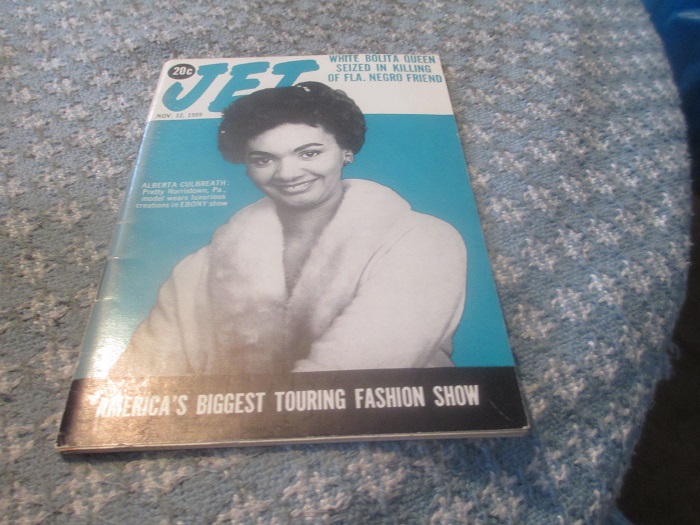 20c
JET
WHITE BOLITA QUEEN
SEIZED IN KILLING
OF FLA. NEGRO FRIEND
NOV. 12, 1959
ALBERTA CULBREATH:
Pretty Norristown, Pa.,
model wears luxurious
creations in EBONY show
AMERICA'S BIGGEST TOURING FASHION SHOW